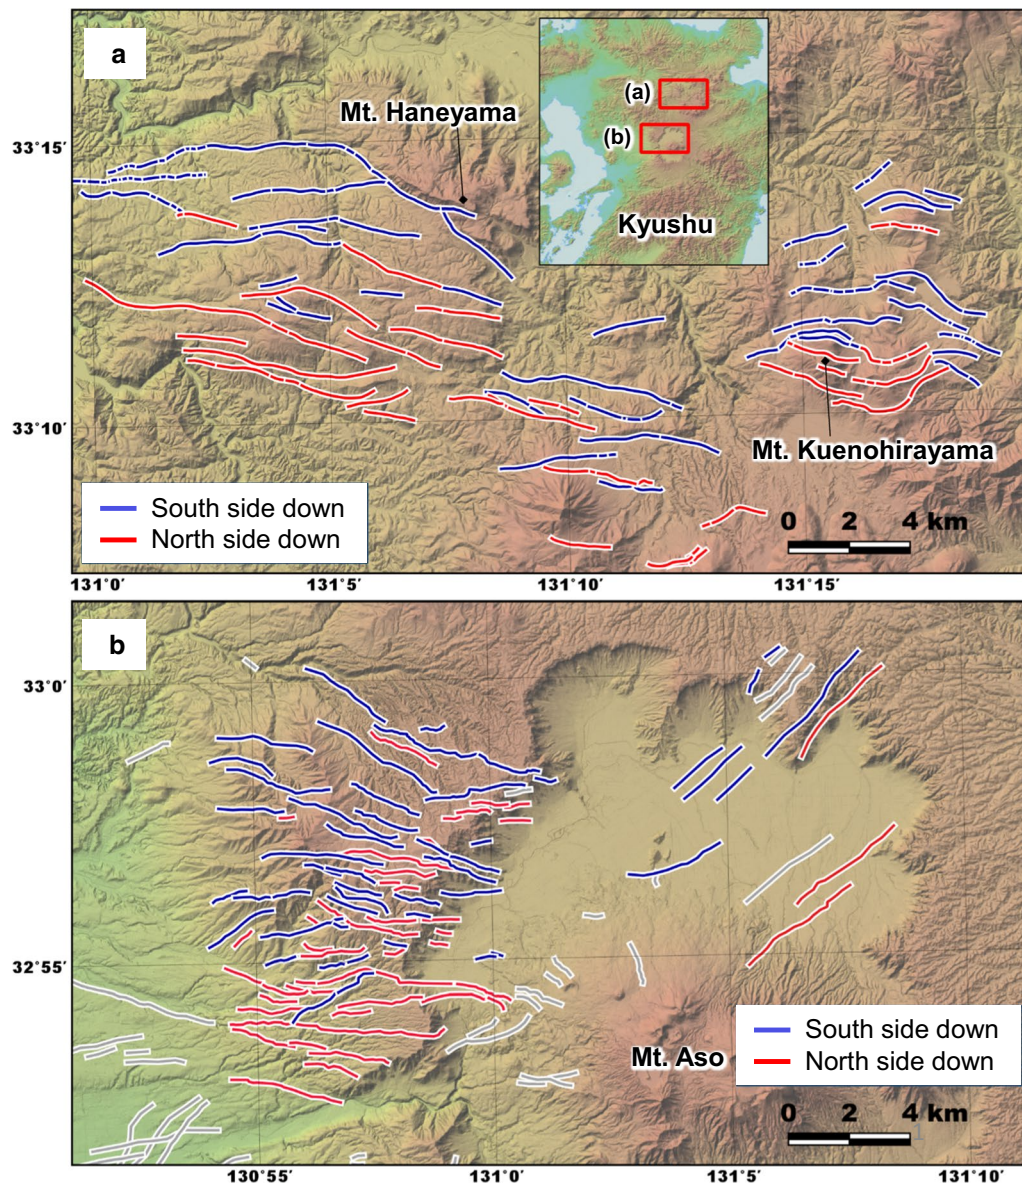 a
Mt. Haneyama
(a)
(b)
Kyushu
33°15′
33°10′
Mt. Kuenohirayama
South side down
North side down
0 2 4 km
131°0′ 131°5′ 131°10′ 131°15′
b
33°0′
32°55′
Mt. Aso
South side down
North side down
0 2 4 km
1
130°55′ 131°0′ 131°5′ 131°10′